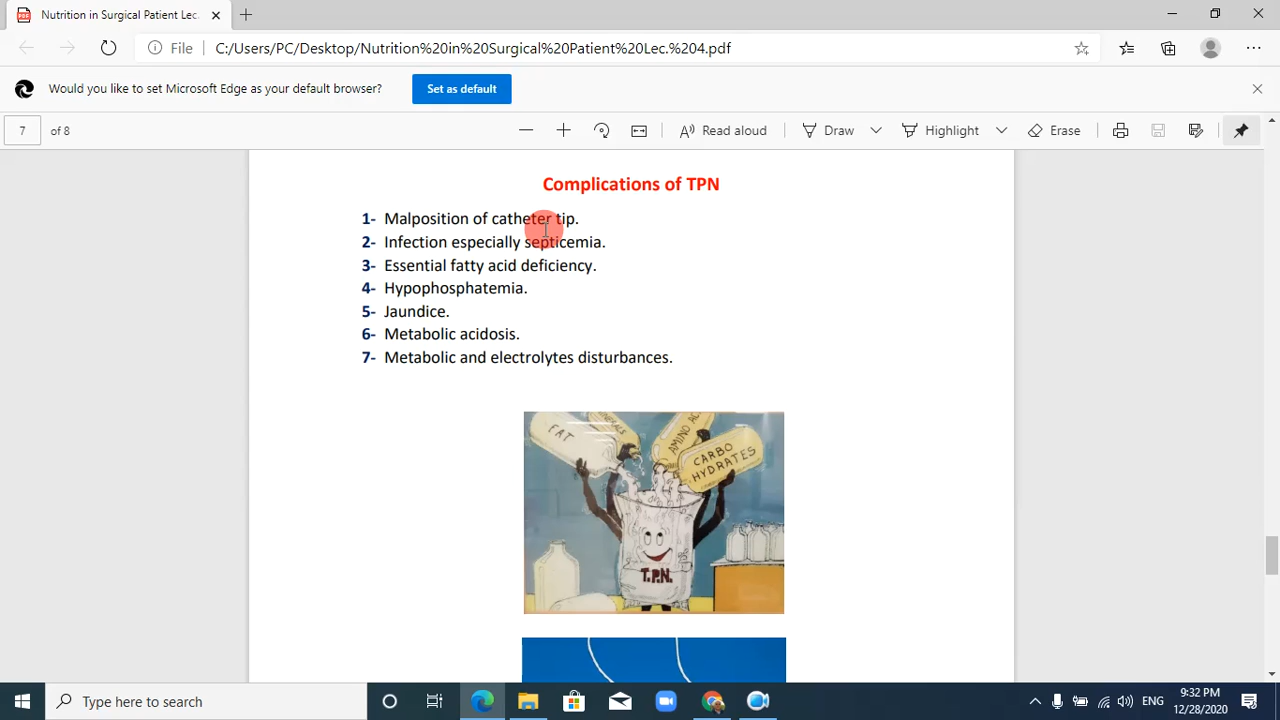 Nutrition in Surgical Patient Lec.
File
C:/Users/PC/Desktop/Nutrition%20in%20Surgical%20Patient%20Lec.%204.pdf
Would you like to set Microsoft Edge as your default browser?
Set as default
7 of 8
Read aloud
Draw
Highlight
Erase
Complications of TPN
1- Malposition of catheter tip.
2- Infection especially septicemia.
3- Essential fatty acid deficiency.
4- Hypophosphatemia.
5- Jaundice.
6- Metabolic acidosis.
7- Metabolic and electrolytes disturbances.
FAT
CARBO
HYDRATES
T.P.N.
Type here to search
ENG
9:32 PM
12/28/2020